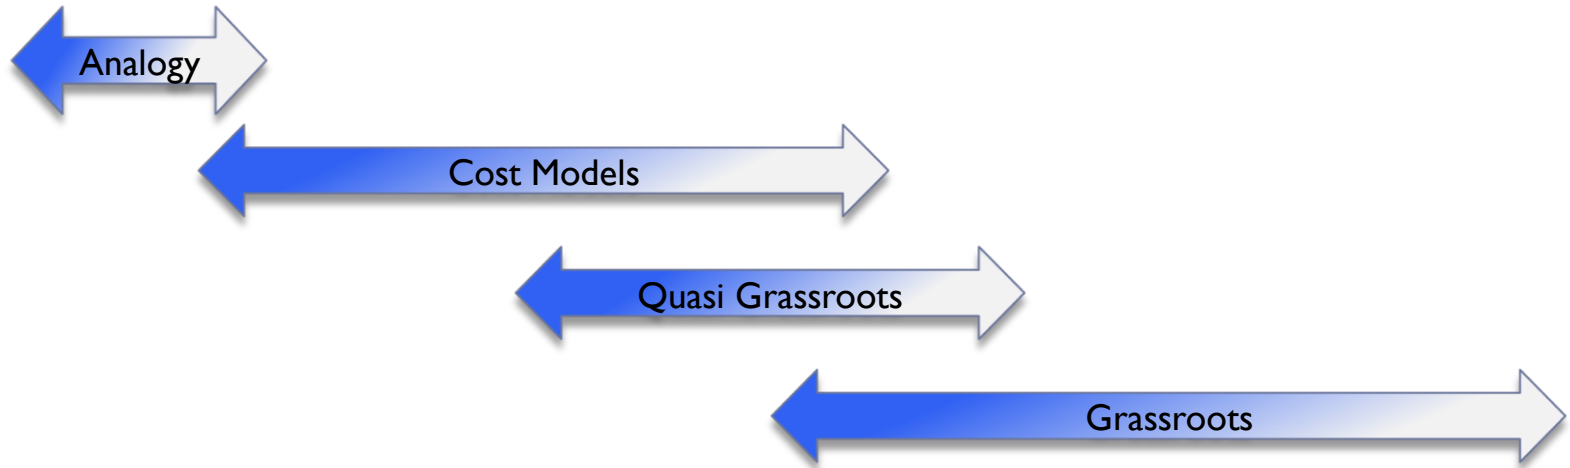 Analogy
Cost Models
Quasi Grassroots
Grassroots